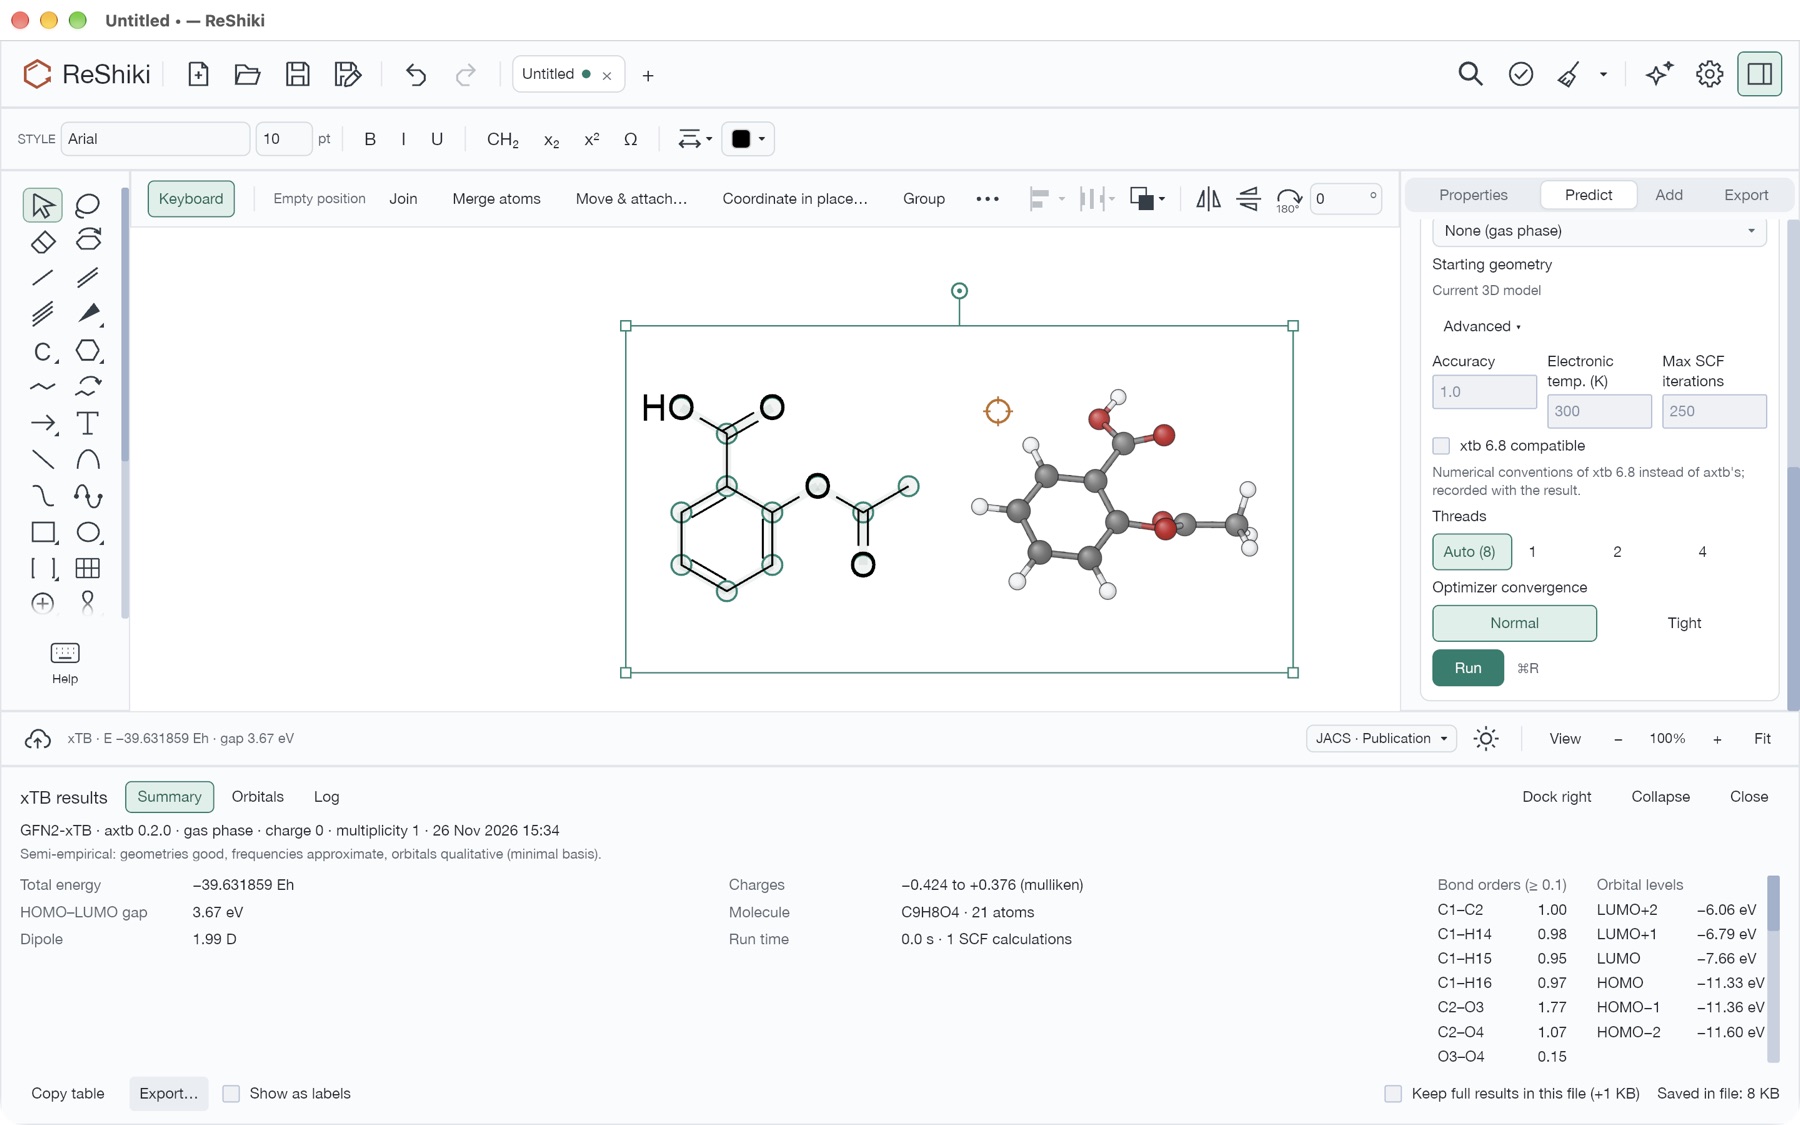 Untitled • — ReShiki
ReShiki
Untitled
STYLE
Arial
10
pt
B
I
U
CH₂
x₂
x²
Ω
Keyboard
Empty position
Join
Merge atoms
Move & attach…
Coordinate in place…
Group
180°
0
°
Properties
Predict
Add
Export
None (gas phase)
Starting geometry
Current 3D model
Advanced
Accuracy
Electronic temp. (K)
Max SCF iterations
1.0
300
250
xtb 6.8 compatible
Numerical conventions of xtb 6.8 instead of axtb's;
recorded with the result.
Threads
Auto (8)
1
2
4
Optimizer convergence
Normal
Tight
Run
⌘R
C
T
Help
HO
O
O
O
xTB · E −39.631859 Eh · gap 3.67 eV
JACS · Publication
View
−
100%
+
Fit
xTB results
Summary
Orbitals
Log
Dock right
Collapse
Close
GFN2-xTB · axtb 0.2.0 · gas phase · charge 0 · multiplicity 1 · 26 Nov 2026 15:34
Semi-empirical: geometries good, frequencies approximate, orbitals qualitative (minimal basis).
Total energy −39.631859 Eh
HOMO–LUMO gap 3.67 eV
Dipole 1.99 D
Charges −0.424 to +0.376 (mulliken)
Molecule C9H8O4 · 21 atoms
Run time 0.0 s · 1 SCF calculations
Bond orders (≥ 0.1)
C1–C2 1.00
C1–H14 0.98
C1–H15 0.95
C1–H16 0.97
C2–O3 1.77
C2–O4 1.07
O3–O4 0.15
Orbital levels
LUMO+2 −6.06 eV
LUMO+1 −6.79 eV
LUMO −7.66 eV
HOMO −11.33 eV
HOMO−1 −11.36 eV
HOMO−2 −11.60 eV
Copy table
Export…
Show as labels
Keep full results in this file (+1 KB)
Saved in file: 8 KB